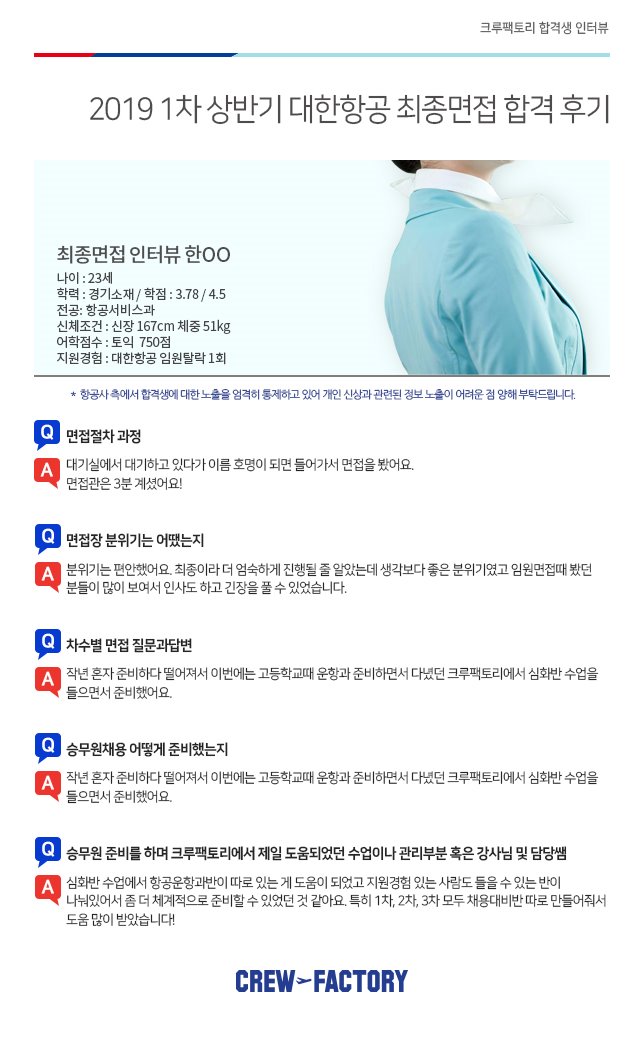 크루팩토리 합격생 인터뷰
2019 1차 상반기 대한항공 최종면접 합격 후기
최종면접 인터뷰 한OO
나이 : 23세
학력 : 경기소재 / 학점 : 3.78 / 4.5
전공: 항공서비스과
신체조건 : 신장 167cm 체중 51kg
어학점수 : 토익 750점
지원경험 : 대한항공 임원탈락 1회
* 항공사 측에서 합격생에 대한 노출을 엄격히 통제하고 있어 개인 신상과 관련된 정보 노출이 어려운 점 양해 부탁드립니다.
Q 면접절차 과정
A 대기실에서 대기하고 있다가 이름 호명이 되면 들어가서 면접을 봤어요.
면접관은 3분 계셨어요!
Q 면접장 분위기는 어땠는지
A 분위기는 편안했어요. 최종이라 더 엄숙하게 진행될 줄 알았는데 생각보다 좋은 분위기였고 임원면접때 봤던
분들이 많이 보여서 인사도 하고 긴장을 풀 수 있었습니다.
Q 차수별 면접 질문과답변
A 작년 혼자 준비하다 떨어져서 이번에는 고등학교때 운항과 준비하면서 다녔던 크루팩토리에서 심화반 수업을
들으면서 준비했어요.
Q 승무원채용 어떻게 준비했는지
A 작년 혼자 준비하다 떨어져서 이번에는 고등학교때 운항과 준비하면서 다녔던 크루팩토리에서 심화반 수업을
들으면서 준비했어요.
Q 승무원 준비를 하며 크루팩토리에서 제일 도움되었던 수업이나 관리부분 혹은 강사님 및 담당쌤
A 심화반 수업에서 항공운항과반이 따로 있는 게 도움이 되었고 지원경험 있는 사람도 들을 수 있는 반이
나눠있어서 좀 더 체계적으로 준비할 수 있었던 것 같아요. 특히 1차, 2차, 3차 모두 채용대비반 따로 만들어줘서
도움 많이 받았습니다!
CREW FACTORY